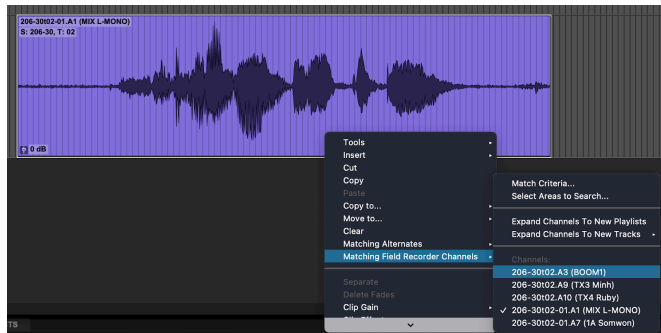 206-30t02-01.A1 (MIX L-MONO)
S: 206-30, T: 02
0 dB
Tools
Insert
Cut
Copy
Paste
Copy to...
Move to...
Clear
Matching Alternates
Matching Field Recorder Channels
Separate
Delete Fades
Clip Gain
Match Criteria...
Select Areas to Search...
Expand Channels To New Playlists
Expand Channels To New Tracks
Channels:
206-30t02.A3 (BOOM1)
206-30t02.A9 (TX3 Minh)
206-30t02.A10 (TX4 Ruby)
✓ 206-30t02-01.A1 (MIX L-MONO)
206-30t02-01.A7 (1A Somwon)
TS